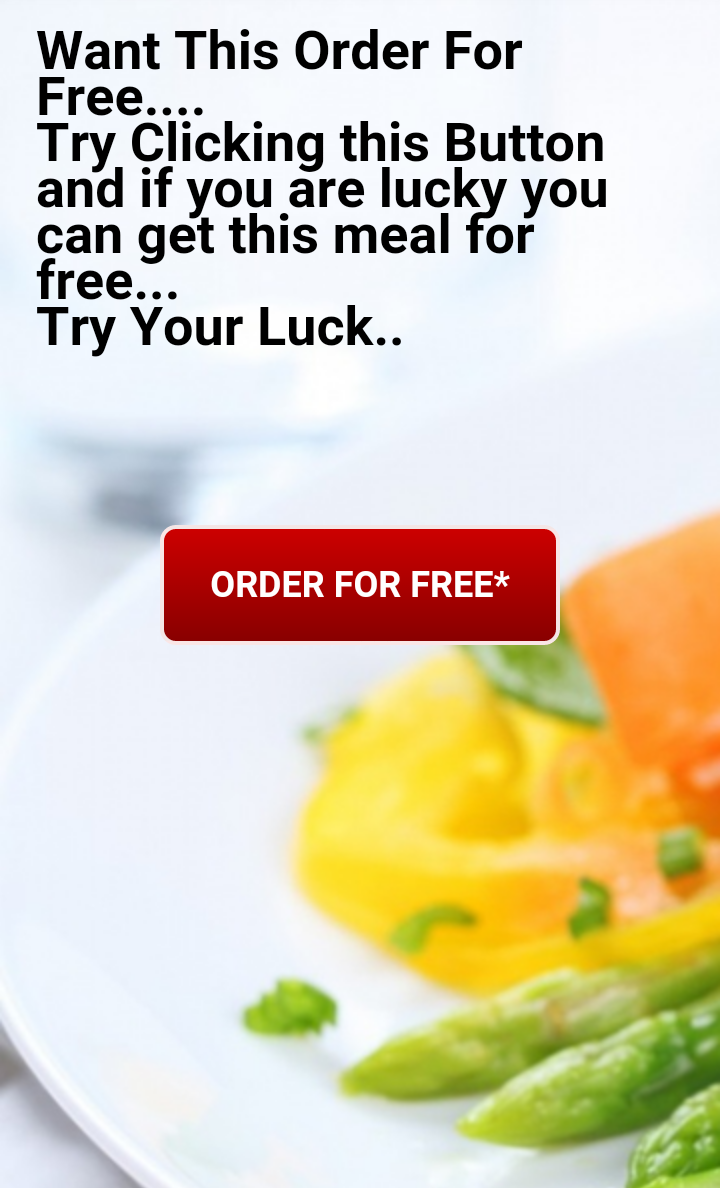 Want This Order For
Free....
Try Clicking this Button
and if you are lucky you
can get this meal for
free...
Try Your Luck..
ORDER FOR FREE*